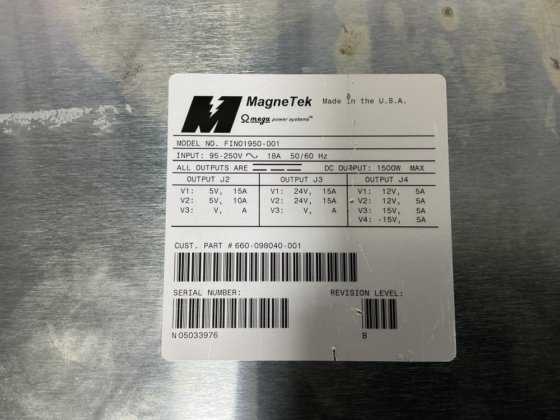 MagneTek Made in the U.S.A.
Ωmega power systems™
MODEL NO. FIN01950-001
INPUT: 95-250V ~ 18A 50/60 Hz
ALL OUTPUTS ARE DC OUTPUT: 1500W MAX
OUTPUT J2 OUTPUT J3 OUTPUT J4
V1: 5V, 15A V1: 24V, 15A V1: 12V, 5A
V2: 5V, 10A V2: 24V, 15A V2: 12V, 5A
V3: V, A V3: V, A V3: 15V, 5A
V4: -15V, 5A
CUST. PART # 660-098040-001
SERIAL NUMBER: REVISION LEVEL:
N05033976 B